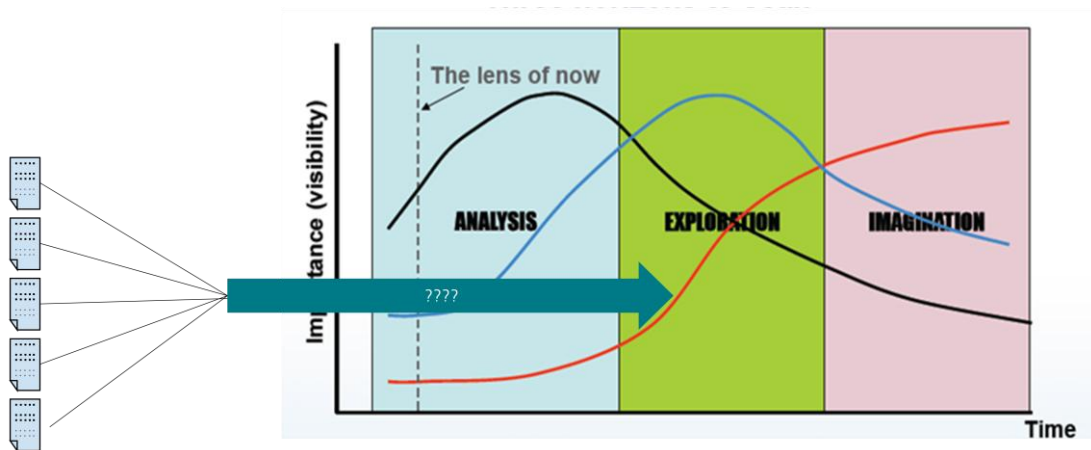 The lens of now
Importance (visibility)
ANALYSIS
EXPLORATION
IMAGINATION
????
Time